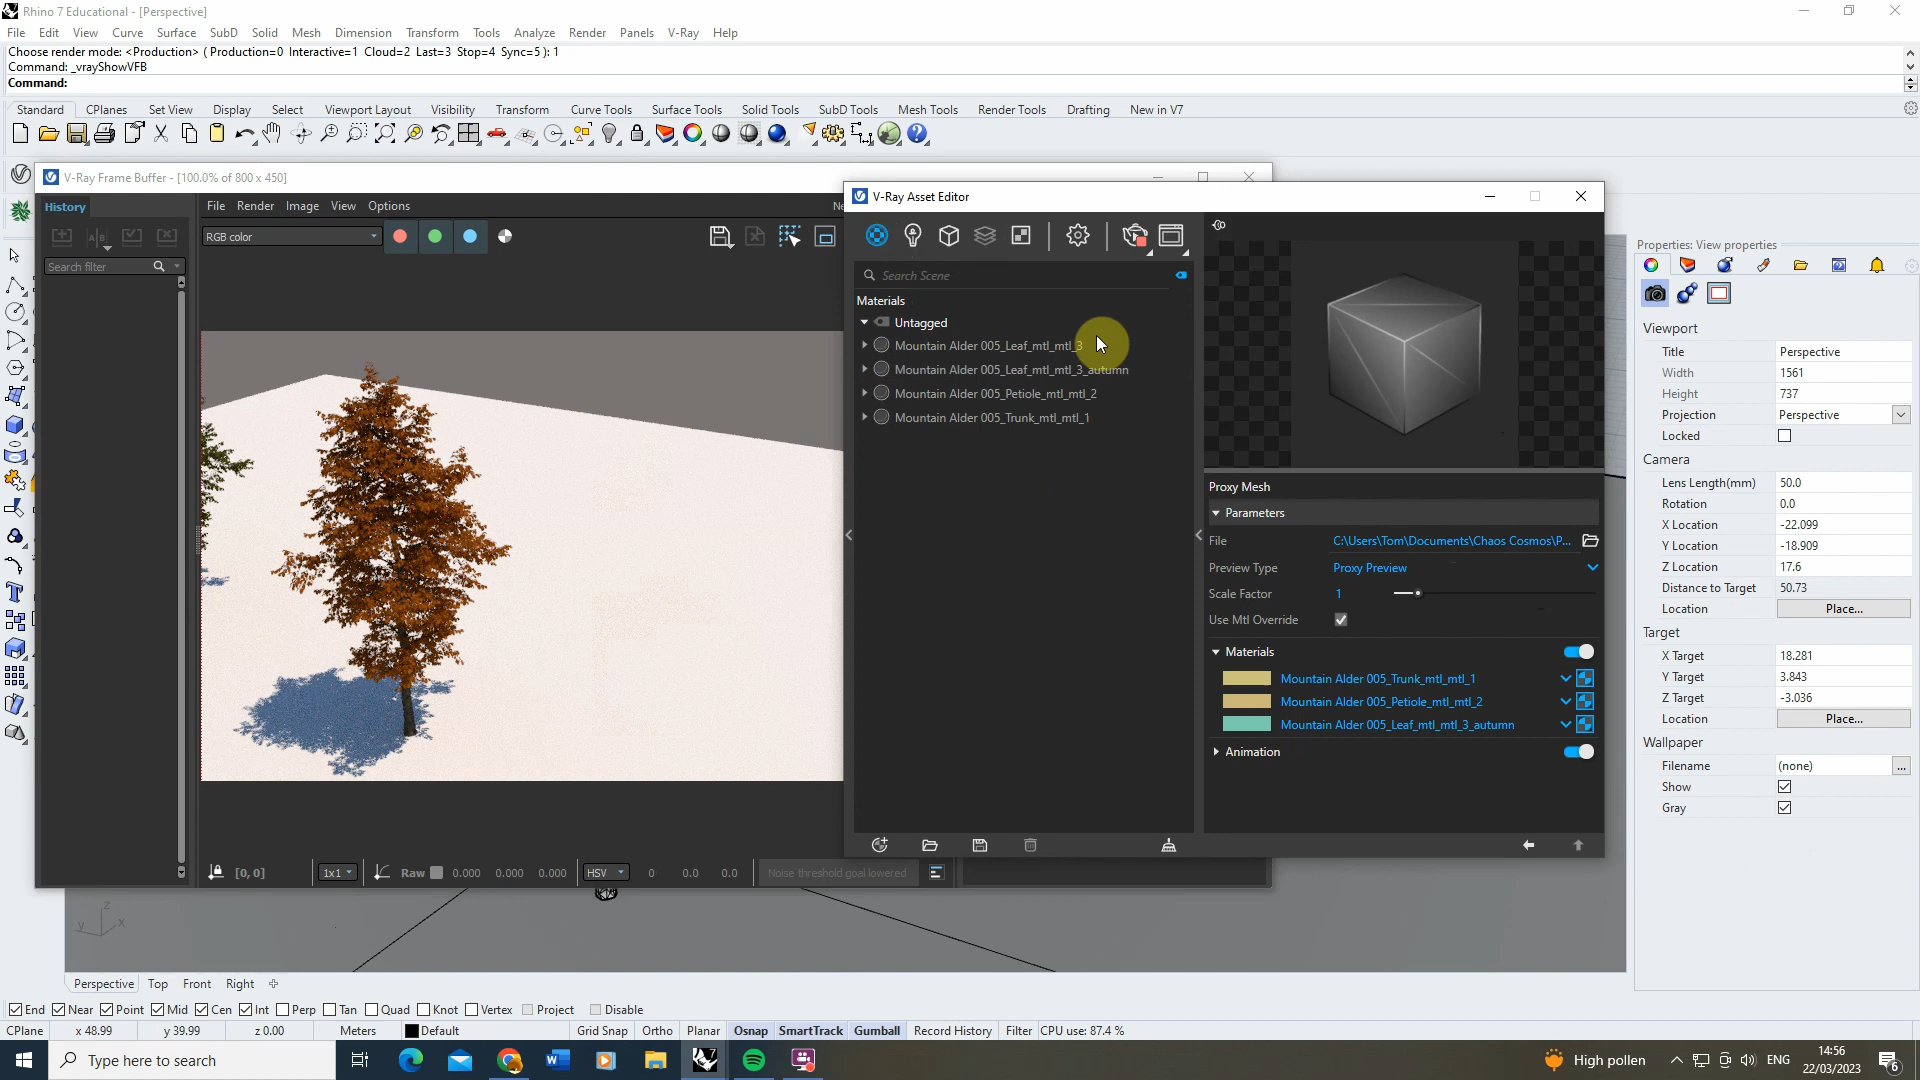 Rhino 7 Educational - [Perspective]
File Edit View Curve Surface SubD Solid Mesh Dimension Transform Tools Analyze Render Panels V-Ray Help
Choose render mode: <Production> ( Production=0 Interactive=1 Cloud=2 Last=3 Stop=4 Sync=5 ): 1
Command: _vrayShowVFB
Command:
Standard CPlanes Set View Display Select Viewport Layout Visibility Transform Curve Tools Surface Tools Solid Tools SubD Tools Mesh Tools Render Tools Drafting New in V7
V-Ray Frame Buffer - [100.0% of 800 x 450]
History
File Render Image View Options
RGB color
Search filter
[0, 0] 1x1 Raw 0.000 0.000 0.000 HSV 0 0.0 0.0 Noise threshold goal lowered
V-Ray Asset Editor
Search Scene
Materials
Untagged
Mountain Alder 005_Leaf_mtl_mtl_3
Mountain Alder 005_Leaf_mtl_mtl_3_autumn
Mountain Alder 005_Petiole_mtl_mtl_2
Mountain Alder 005_Trunk_mtl_mtl_1
Proxy Mesh
Parameters
File C:\Users\Tom\Documents\Chaos Cosmos\P...
Preview Type Proxy Preview
Scale Factor 1
Use Mtl Override
Materials
Mountain Alder 005_Trunk_mtl_mtl_1
Mountain Alder 005_Petiole_mtl_mtl_2
Mountain Alder 005_Leaf_mtl_mtl_3_autumn
Animation
Properties: View properties
Viewport
Title Perspective
Width 1561
Height 737
Projection Perspective
Locked
Camera
Lens Length(mm) 50.0
Rotation 0.0
X Location -22.099
Y Location -18.909
Z Location 17.6
Distance to Target 50.73
Location Place...
Target
X Target 18.281
Y Target 3.843
Z Target -3.036
Location Place...
Wallpaper
Filename (none) ...
Show
Gray
z
y x
Perspective Top Front Right
End Near Point Mid Cen Int Perp Tan Quad Knot Vertex Project Disable
CPlane x 48.99 y 39.99 z 0.00 Meters Default Grid Snap Ortho Planar Osnap SmartTrack Gumball Record History Filter CPU use: 87.4 %
Type here to search
High pollen
ENG
14:56
22/03/2023
6